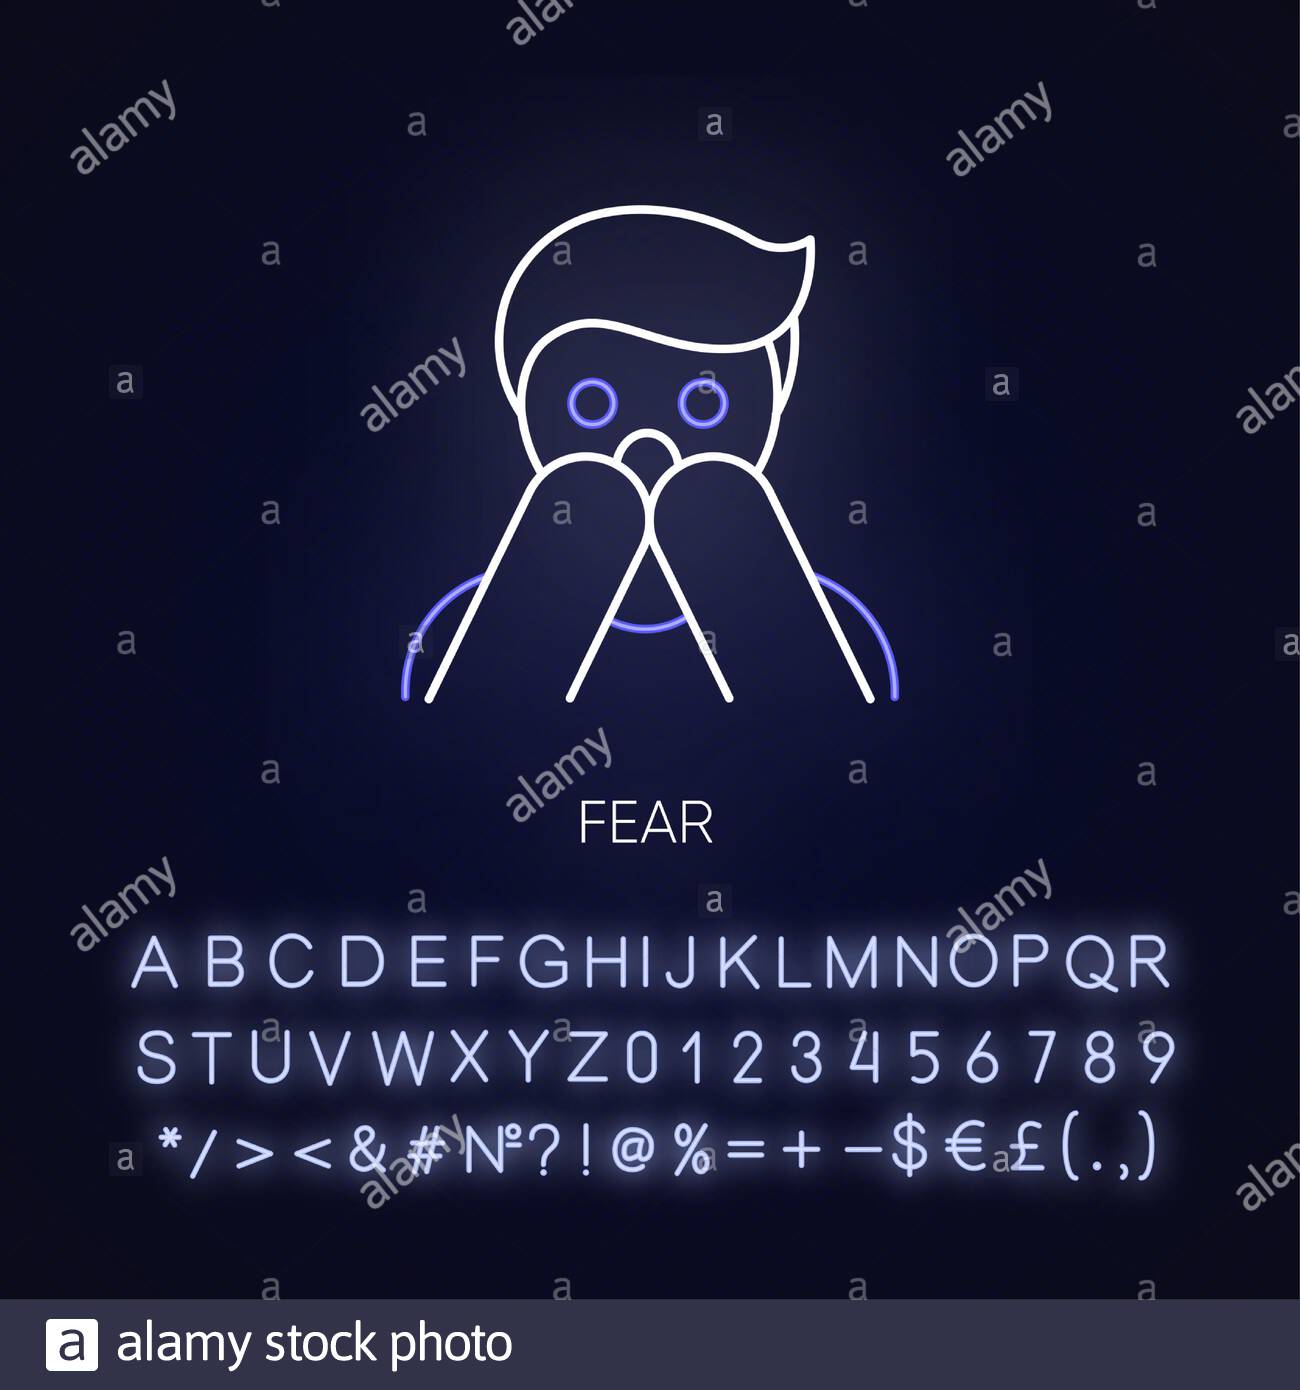 FEAR
A B C D E F G H I J K L M N O P Q R
S T U V W X Y Z 0 1 2 3 4 5 6 7 8 9
* / > < & # № ? ! @ % = + − $ € £ ( . , )
a alamy stock photo